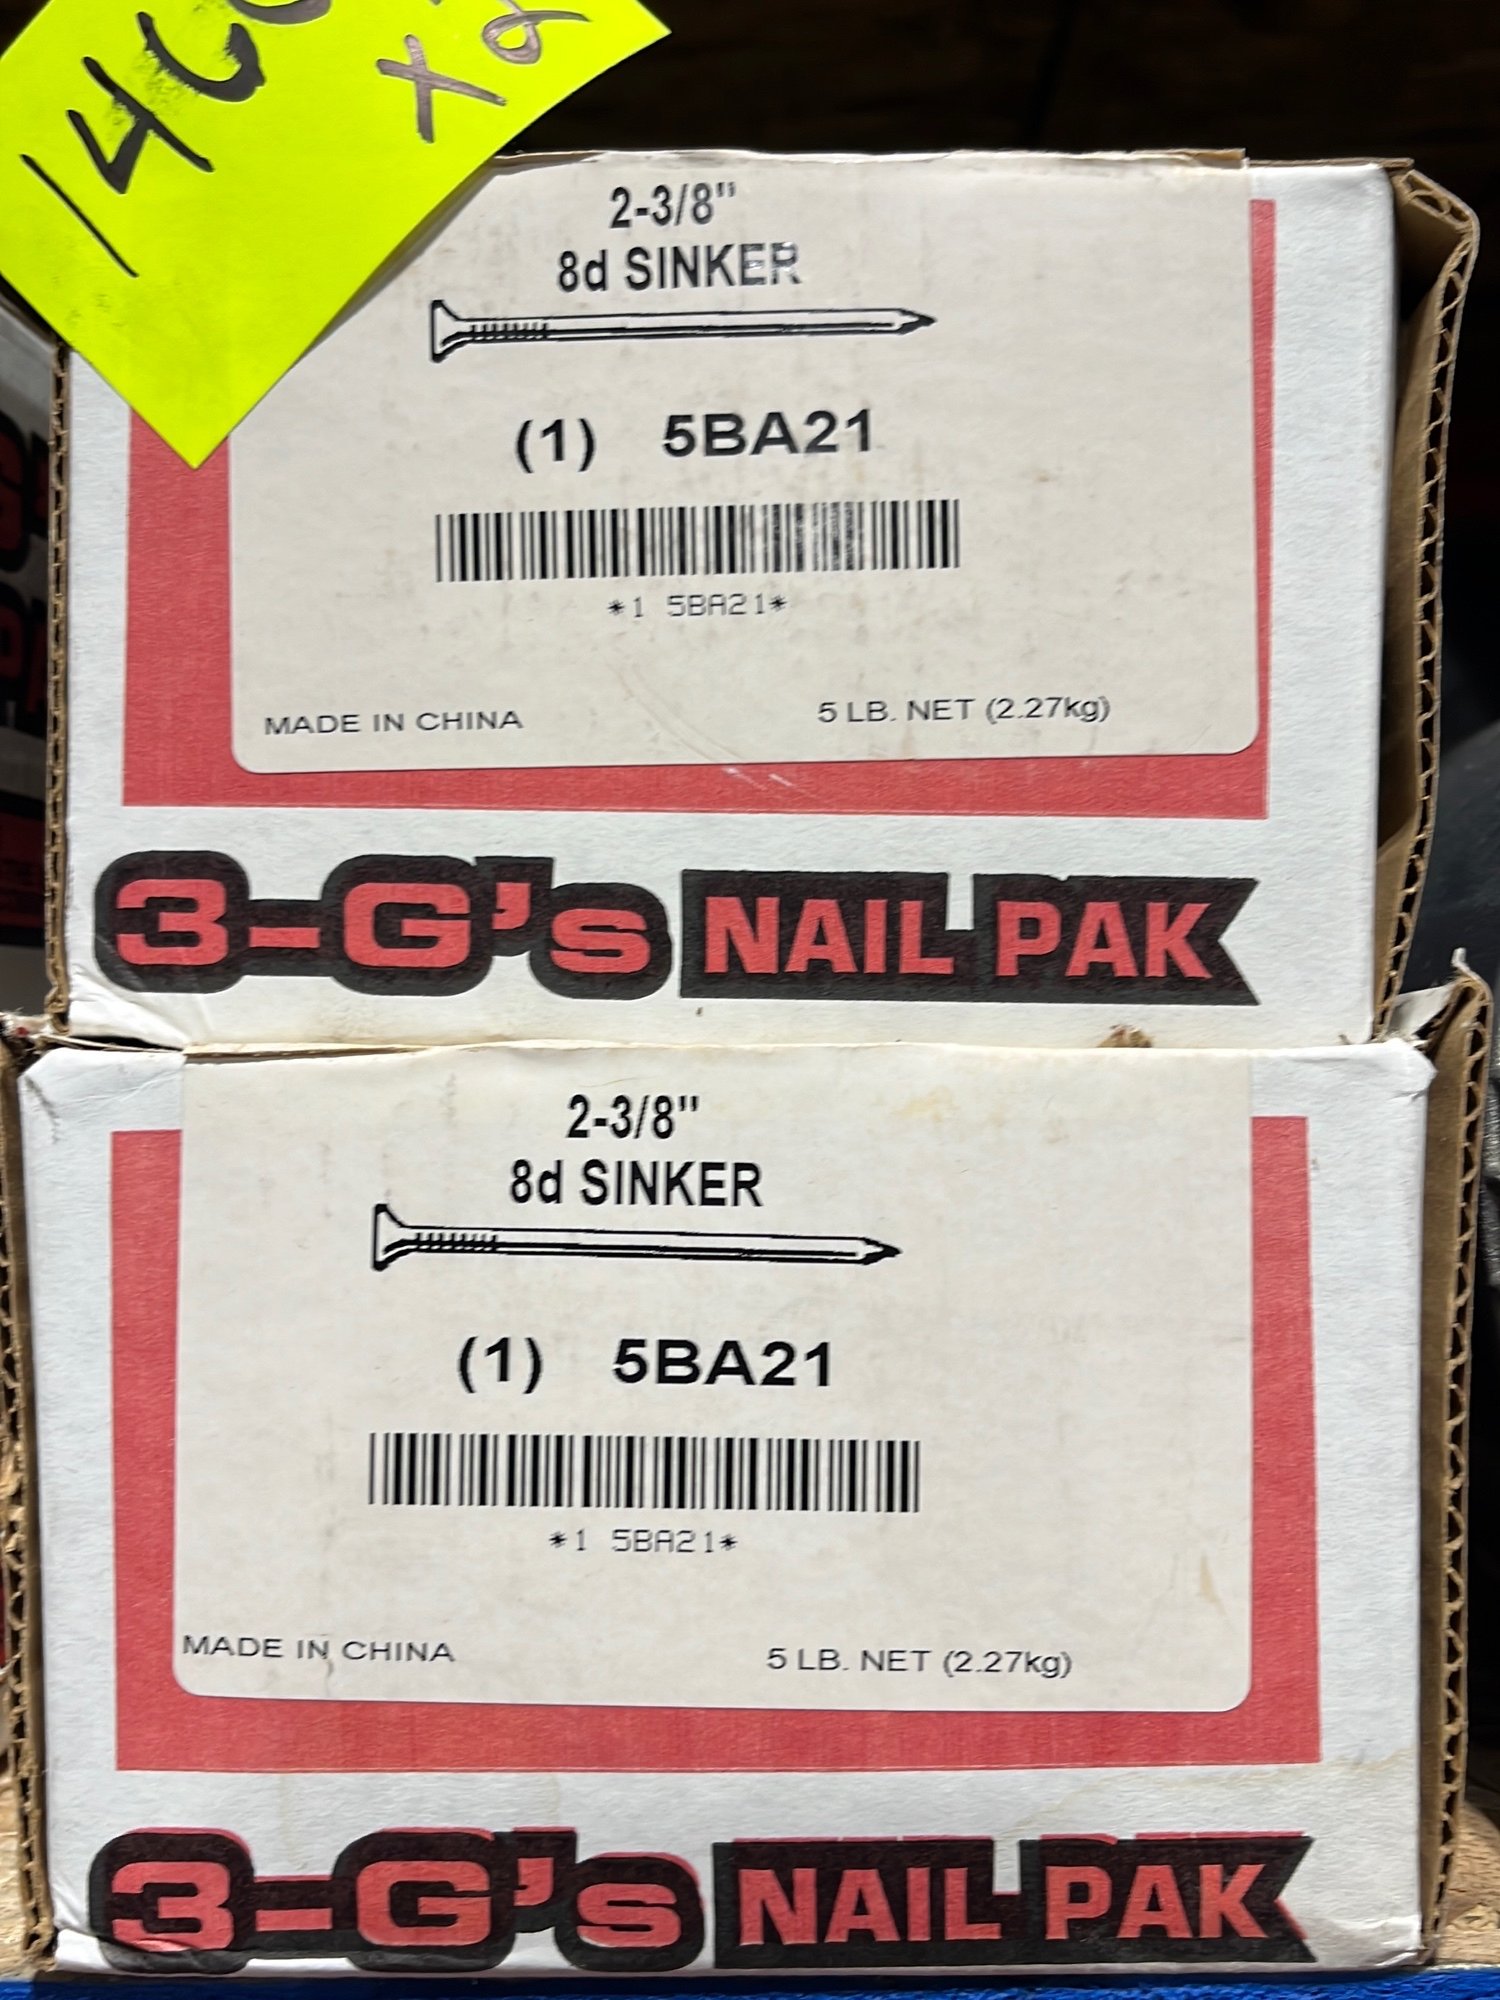 x2
2-3/8"
8d SINKER
(1) 5BA21
*1 5BA21*
MADE IN CHINA
5 LB. NET (2.27kg)
3-G's NAIL PAK
2-3/8"
8d SINKER
(1) 5BA21
*1 5BA21*
MADE IN CHINA
5 LB. NET (2.27kg)
3-G's NAIL PAK